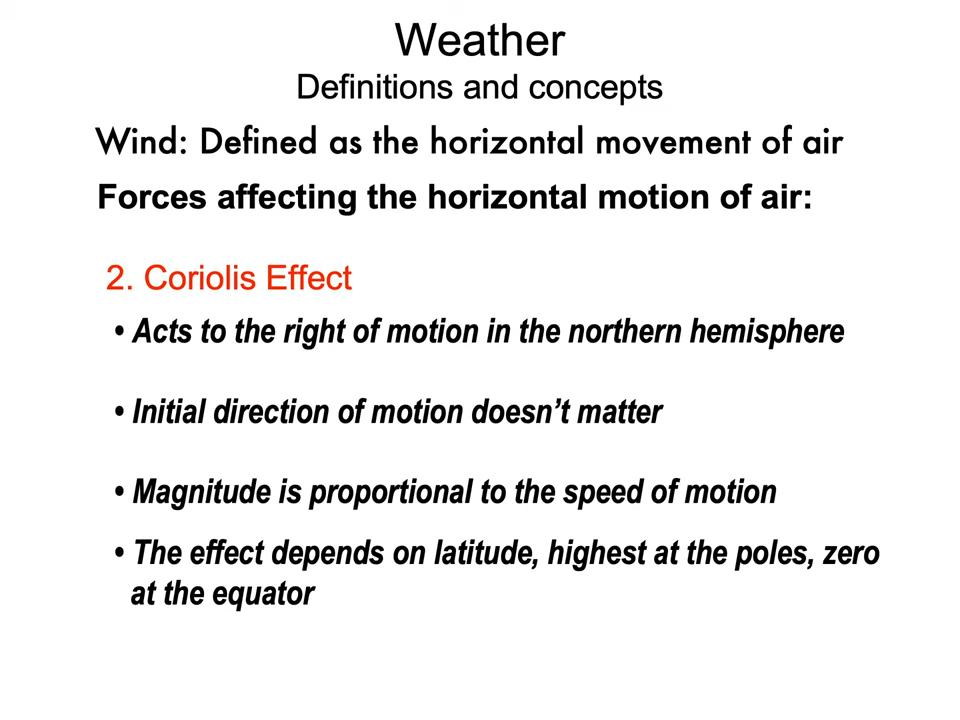 Weather
Definitions and concepts
Wind: Defined as the horizontal movement of air
Forces affecting the horizontal motion of air:
2. Coriolis Effect
• Acts to the right of motion in the northern hemisphere
• Initial direction of motion doesn’t matter
• Magnitude is proportional to the speed of motion
• The effect depends on latitude, highest at the poles, zero
at the equator